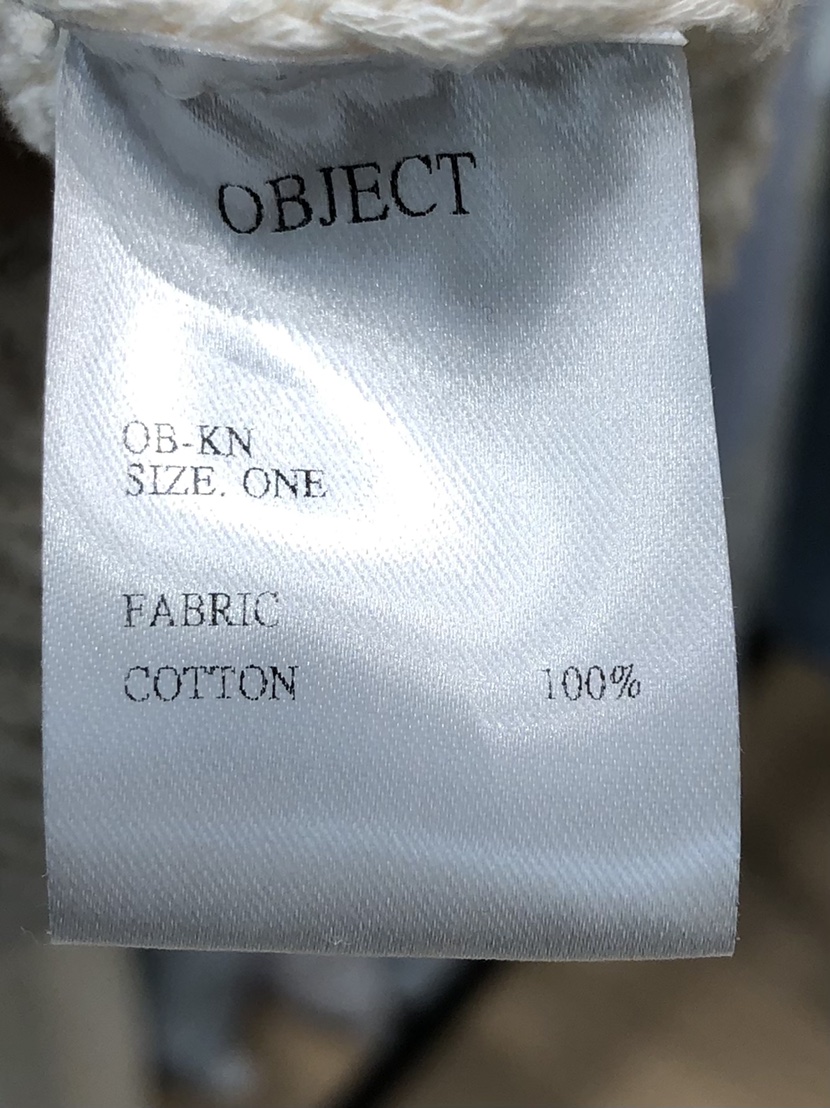 OBJECT
OB-KN
SIZE. ONE
FABRIC
COTTON 100%